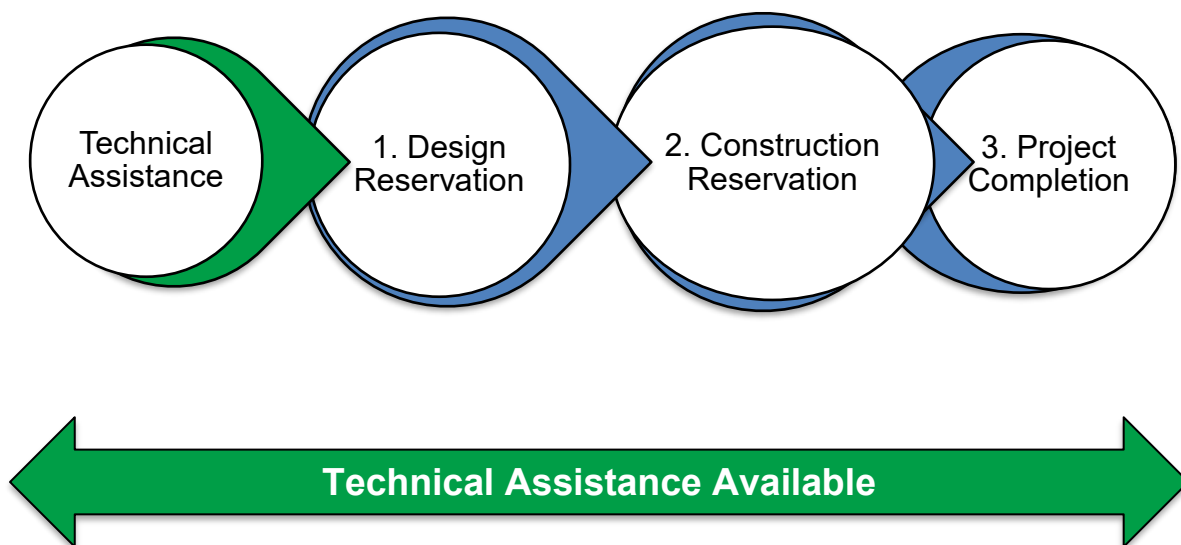 Technical
Assistance
1. Design
Reservation
2. Construction
Reservation
3. Project
Completion
Technical Assistance Available